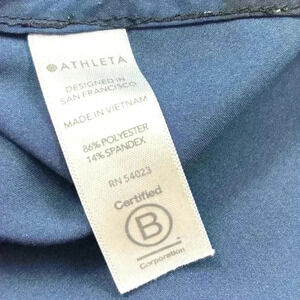 ATHLETA
DESIGNED IN
SAN FRANCISCO
MADE IN VIETNAM
86% POLYESTER
14% SPANDEX
RN 54023
Certified
B
Corporation